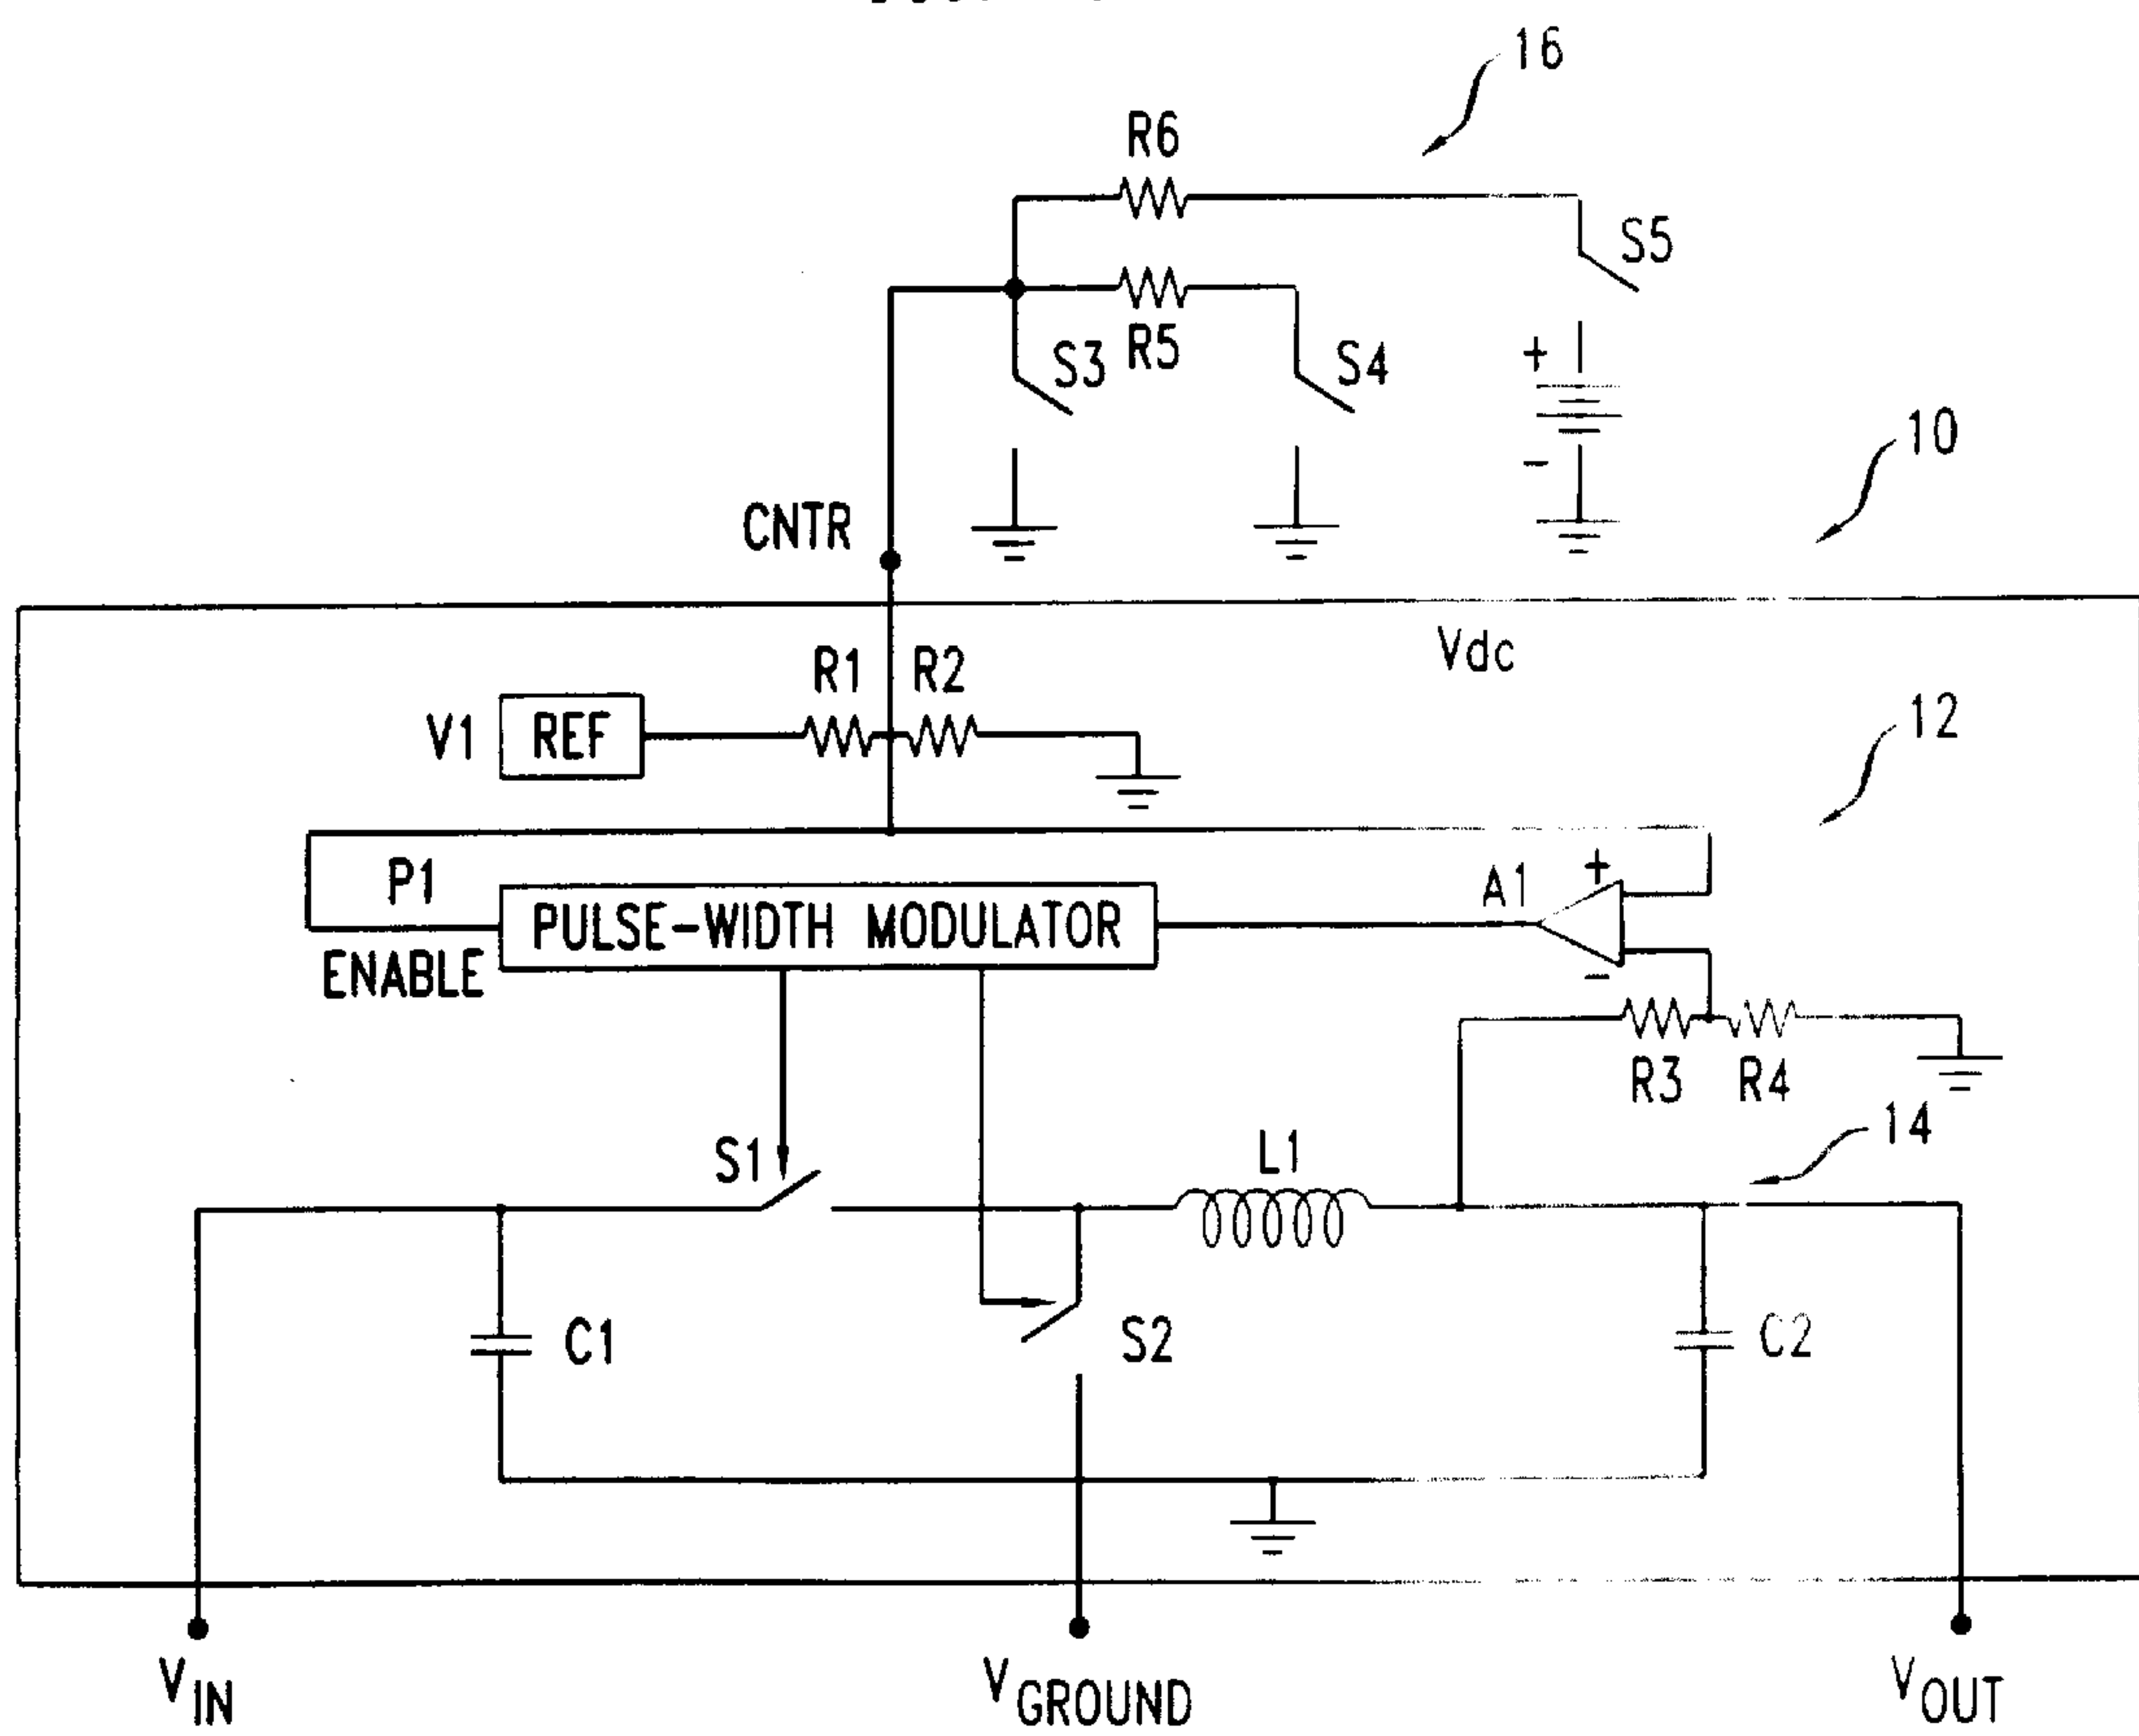 16
R6
S5
R5
S3
S4
+
-
10
CNTR
Vdc
R1 R2
V1 REF
12
P1
+
A1
PULSE-WIDTH MODULATOR
ENABLE
-
R3 R4
14
S1
L1
C1
S2
C2
VIN
VGROUND
VOUT